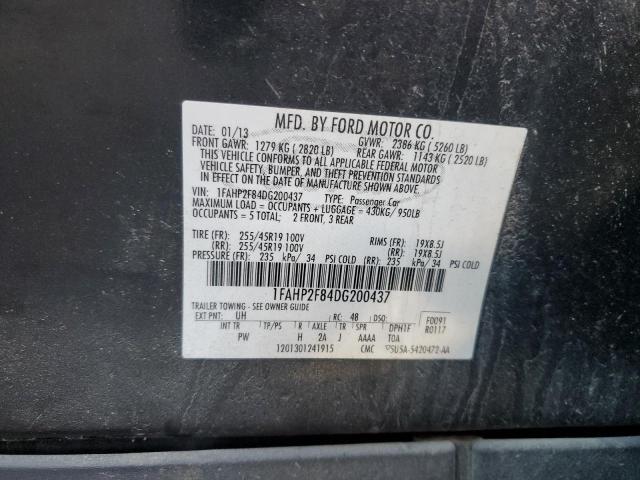 MFD. BY FORD MOTOR CO.
DATE: 01/13 GVWR: 2386 KG ( 5260 LB)
FRONT GAWR: 1279 KG ( 2820 LB) REAR GAWR: 1143 KG ( 2520 LB)
THIS VEHICLE CONFORMS TO ALL APPLICABLE FEDERAL MOTOR
VEHICLE SAFETY, BUMPER, AND THEFT PREVENTION STANDARDS
IN EFFECT ON THE DATE OF MANUFACTURE SHOWN ABOVE.
VIN: 1FAHP2F84DG200437 TYPE: Passenger Car
MAXIMUM LOAD = OCCUPANTS + LUGGAGE = 430KG/ 950LB
OCCUPANTS = 5 TOTAL: 2 FRONT, 3 REAR
TIRE (FR): 255/45R19 100V RIMS (FR): 19X8.5J
(RR): 255/45R19 100V (RR): 19X8.5J
PRESSURE (FR): 235 kPa/ 34 PSI COLD (RR): 235 kPa/ 34 PSI COLD
1FAHP2F84DG200437
TRAILER TOWING - SEE OWNER GUIDE
EXT PNT: UH RC: 48 DSO: F0091
R0117
INT TR TP/PS R AXLE TR SPR DPH1F
PW H 2A J AAAA T0A
1201301241915 CMC